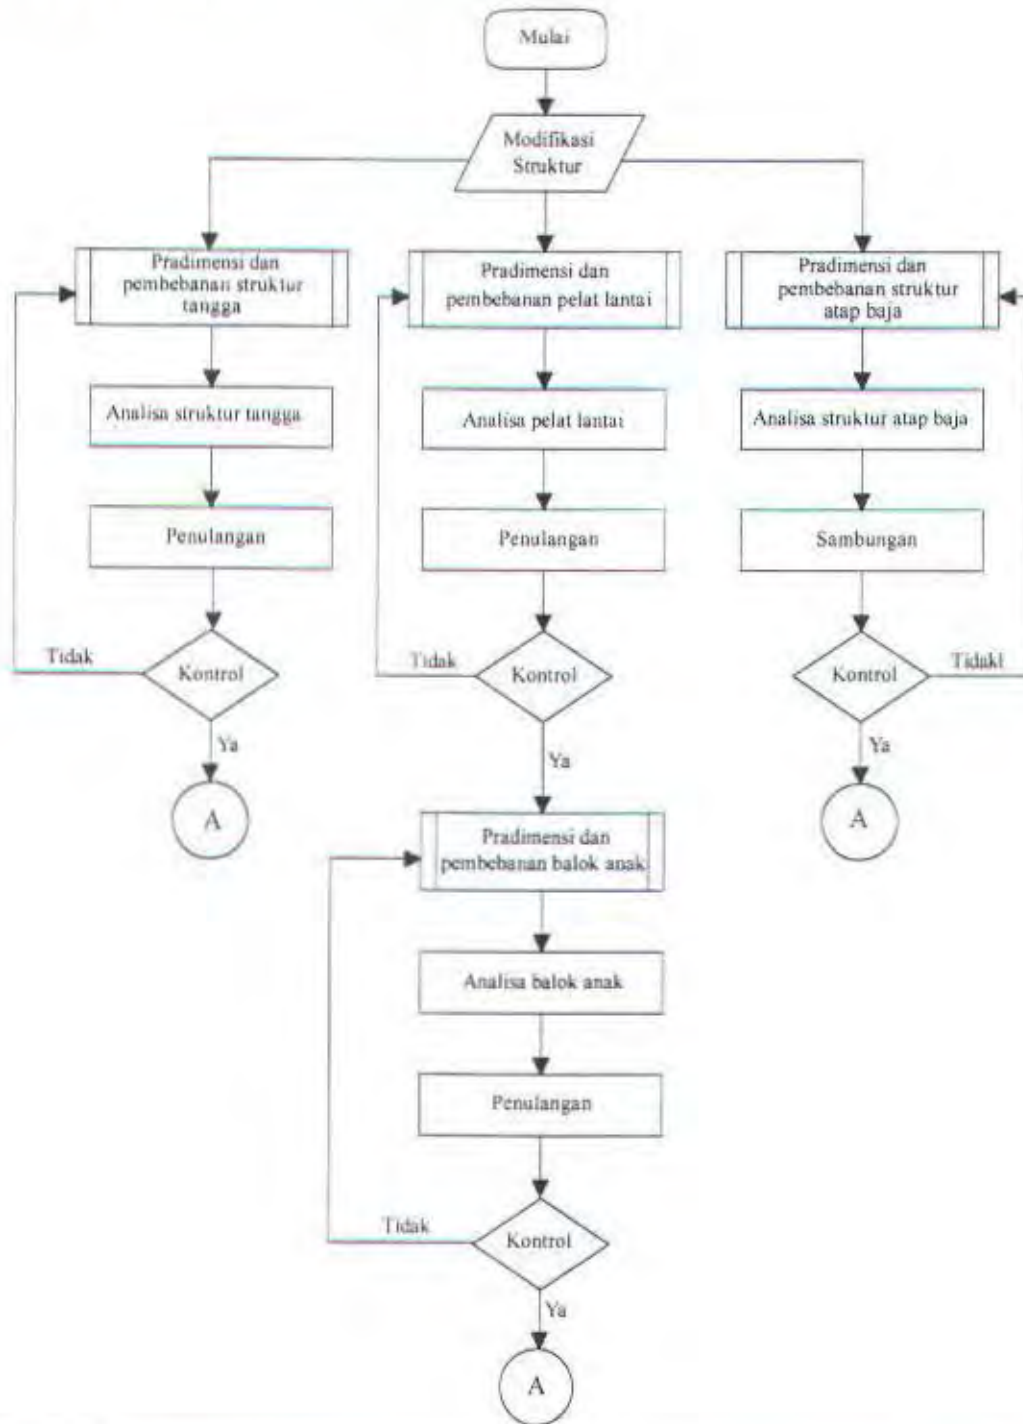 Mulai
Modifikasi
Struktur
Pradimensi dan
pembebanan struktur
tangga
Pradimensi dan
pembebanan pelat lantai
Pradimensi dan
pembebanan struktur
atap baja
Analisa struktur tangga
Analisa pelat lantai
Analisa struktur atap baja
Penulangan
Penulangan
Sambungan
Tidak
Kontrol
Tidak
Kontrol
Kontrol
Tidakl
Ya
Ya
Ya
A
A
Pradimensi dan
pembebanan balok anak
Analisa balok anak
Penulangan
Tidak
Kontrol
Ya
A